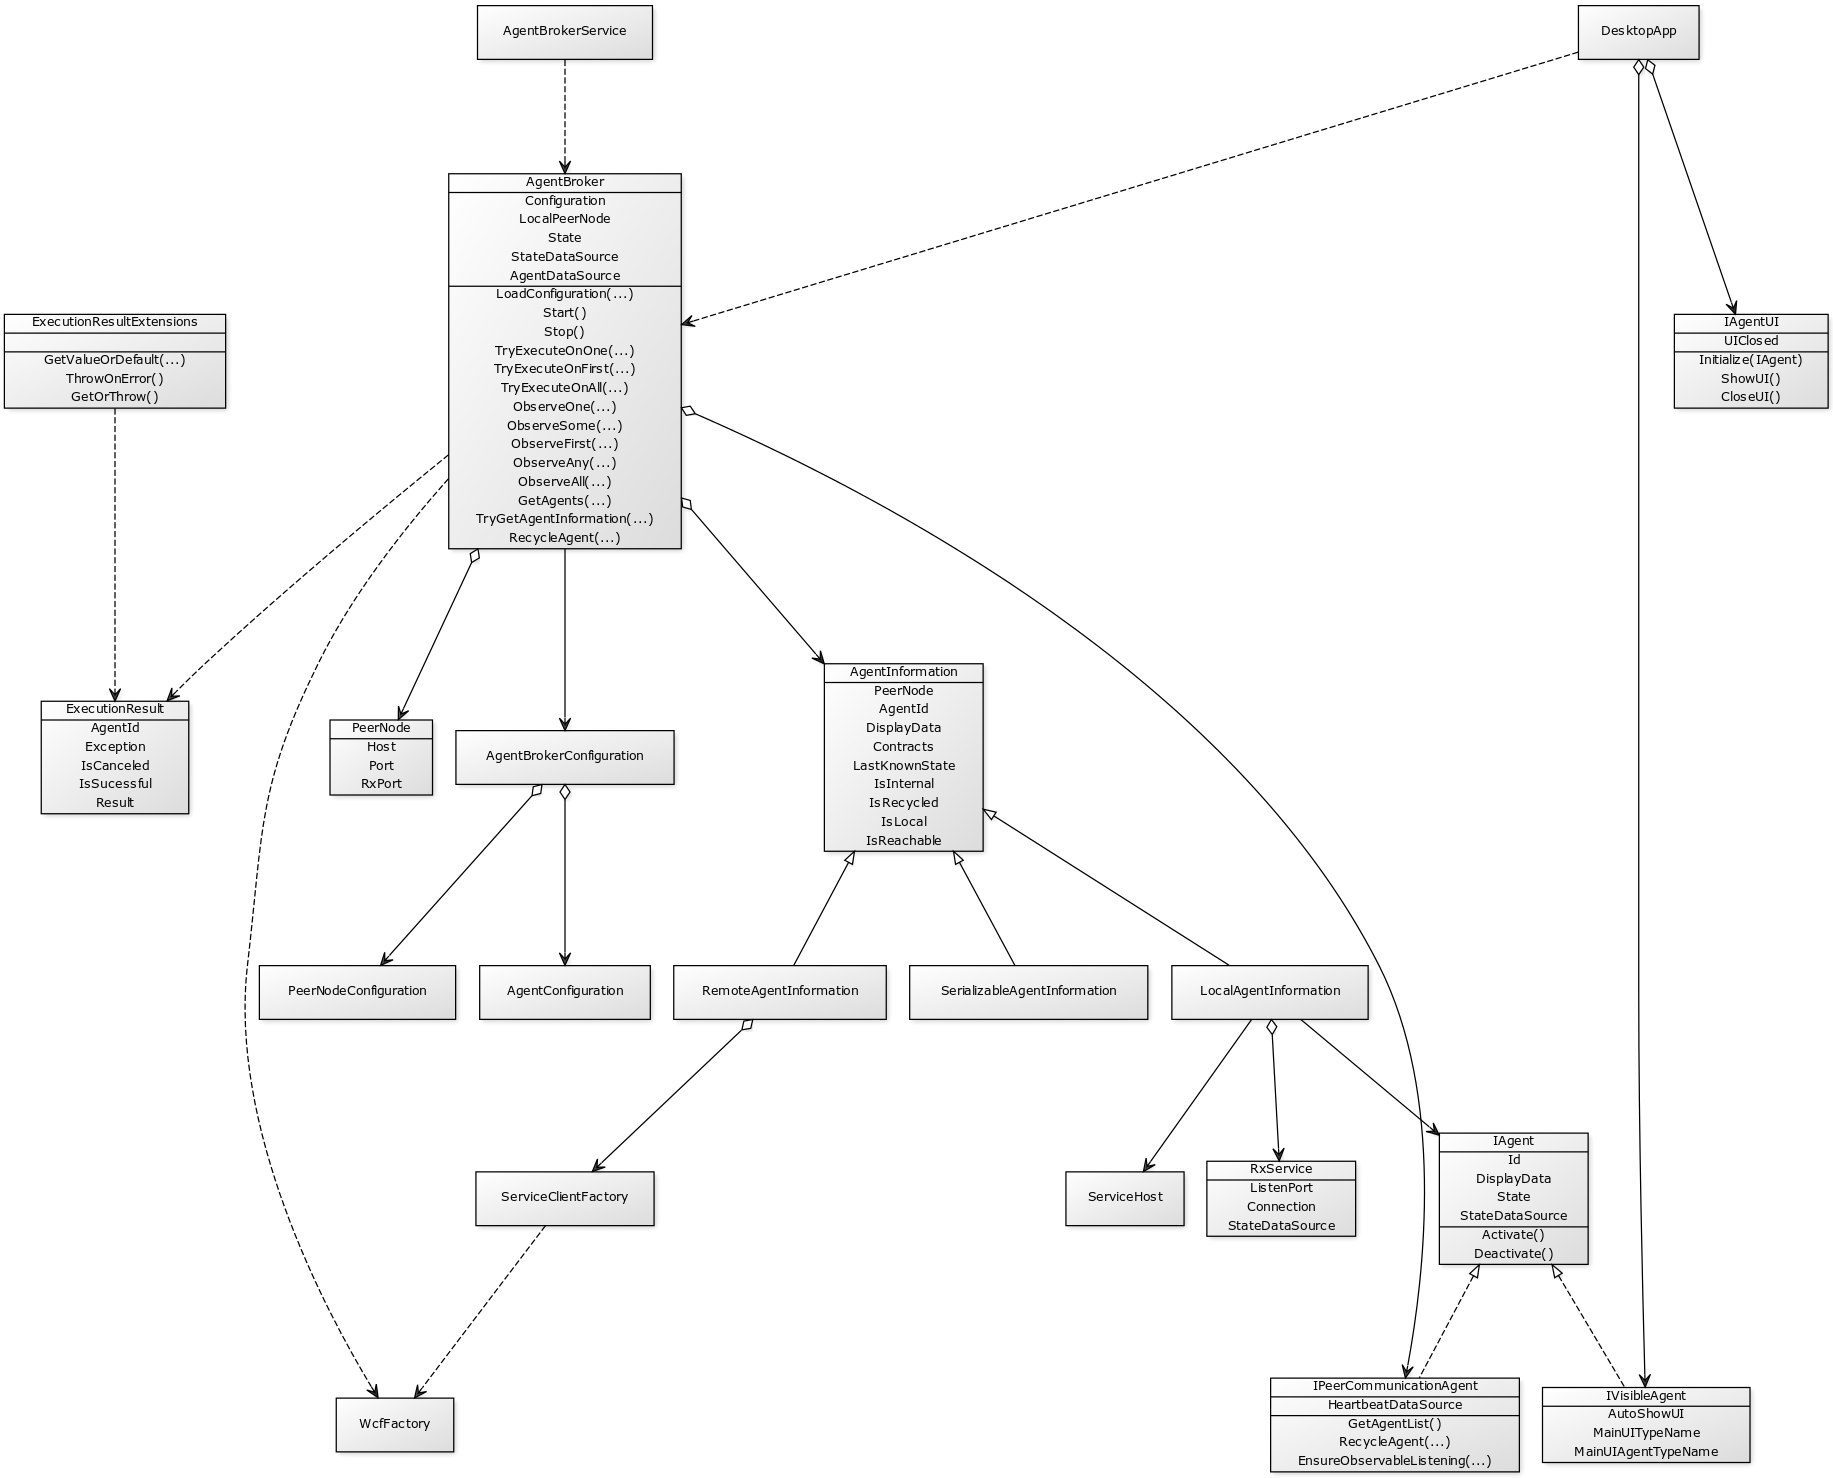 AgentBrokerService
DesktopApp
AgentBroker
Configuration
LocalPeerNode
State
StateDataSource
AgentDataSource
LoadConfiguration(...)
Start()
Stop()
TryExecuteOnOne(...)
TryExecuteOnFirst(...)
TryExecuteOnAll(...)
ObserveOne(...)
ObserveSome(...)
ObserveFirst(...)
ObserveAny(...)
ObserveAll(...)
GetAgents(...)
TryGetAgentInformation(...)
RecycleAgent(...)
ExecutionResultExtensions
GetValueOrDefault(...)
ThrowOnError()
GetOrThrow()
IAgentUI
UIClosed
Initialize(IAgent)
ShowUI()
CloseUI()
ExecutionResult
AgentId
Exception
IsCanceled
IsSucessful
Result
PeerNode
Host
Port
RxPort
AgentBrokerConfiguration
AgentInformation
PeerNode
AgentId
DisplayData
Contracts
LastKnownState
IsInternal
IsRecycled
IsLocal
IsReachable
PeerNodeConfiguration
AgentConfiguration
RemoteAgentInformation
SerializableAgentInformation
LocalAgentInformation
ServiceClientFactory
ServiceHost
RxService
ListenPort
Connection
StateDataSource
IAgent
Id
DisplayData
State
StateDataSource
Activate()
Deactivate()
WcfFactory
IPeerCommunicationAgent
HeartbeatDataSource
GetAgentList()
RecycleAgent(...)
EnsureObservableListening(...)
IVisibleAgent
AutoShowUI
MainUITypeName
MainUIAgentTypeName